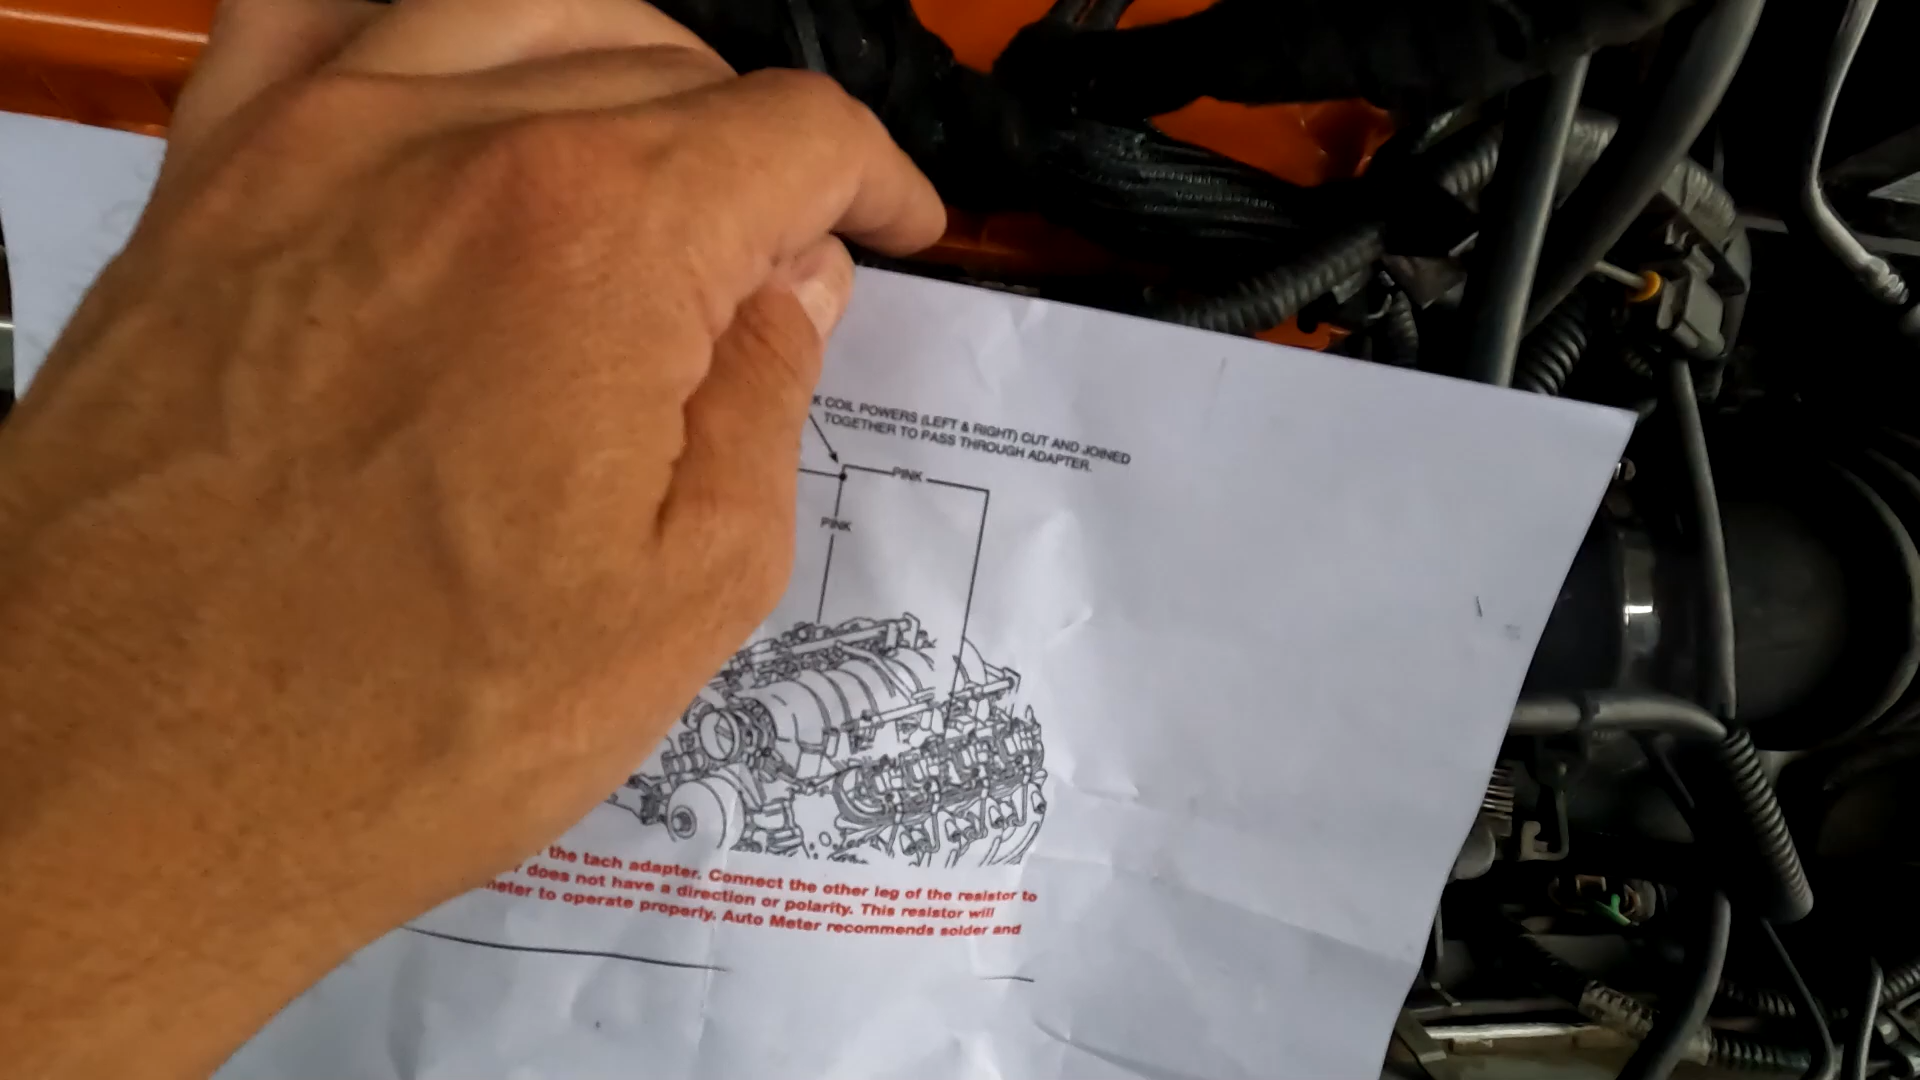 COIL POWERS (LEFT & RIGHT) CUT AND JOINED
TOGETHER TO PASS THROUGH ADAPTER.
PINK
PINK
the tach adapter. Connect the other leg of the resistor to
does not have a direction or polarity. This resistor will
meter to operate properly. Auto Meter recommends solder and